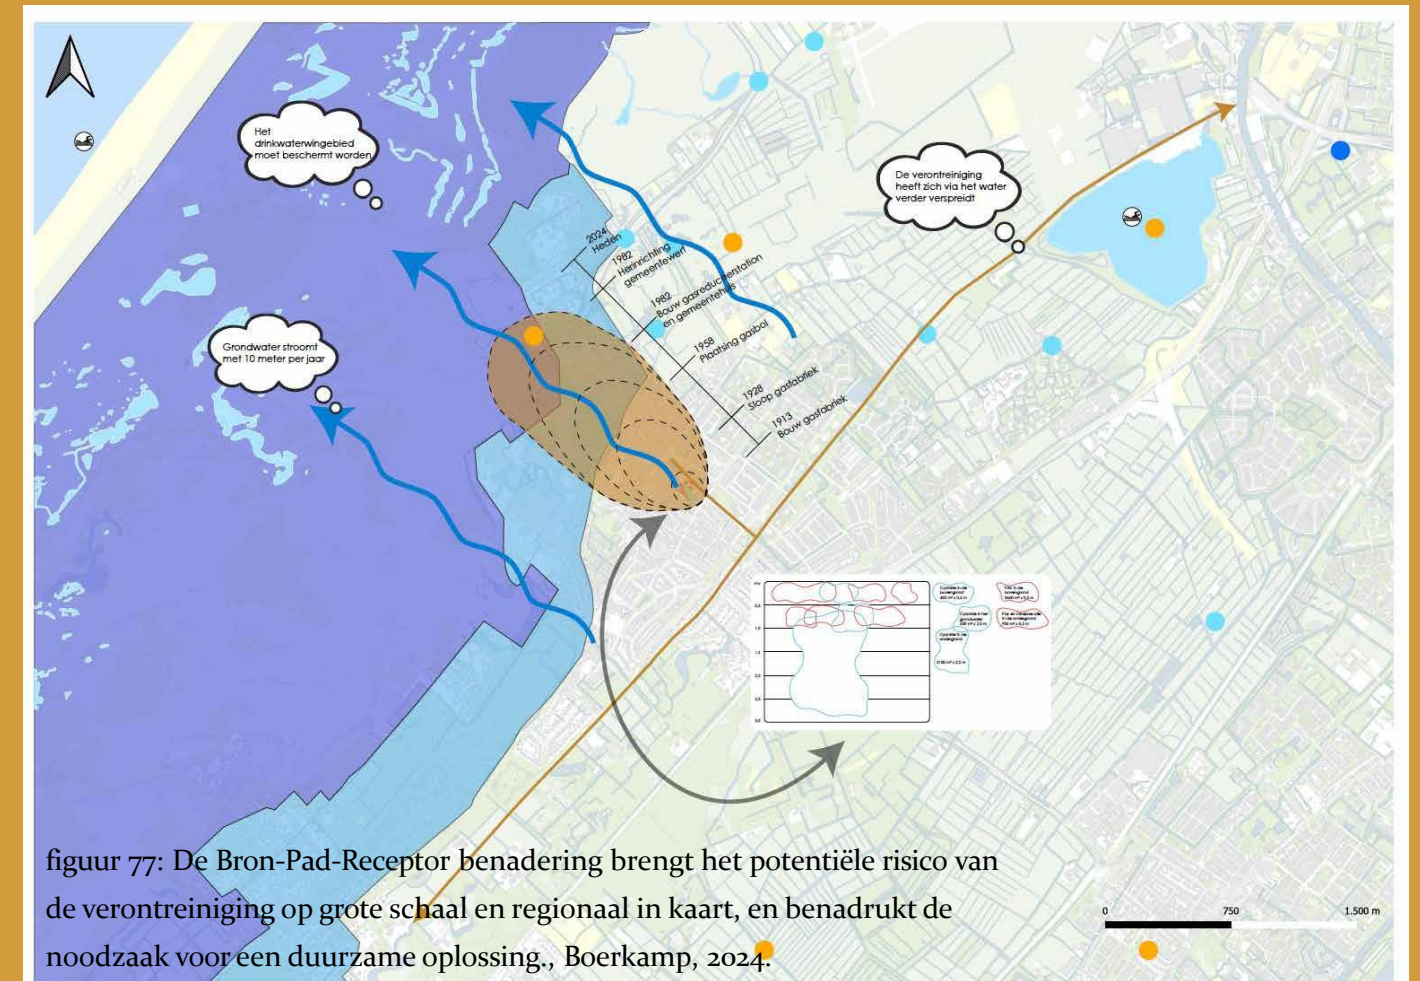 Het
drinkwaterwingebied
moet beschermt worden
De verontreiniging
heeft zich via het water
verder verspreidt
Grondwater stroomt
met 10 meter per jaar
2024
Heden
1982
Herinrichting
gemeentewerf
1982
Bouw gasreduceerstation
en gemeentehuis
1958
Plaatsing gasbol
1928
Sloop gasfabriek
1913
Bouw gasfabriek
figuur 77: De Bron-Pad-Receptor benadering brengt het potentiële risico van
de verontreiniging op grote schaal en regionaal in kaart, en benadrukt de
noodzaak voor een duurzame oplossing., Boerkamp, 2024.
0 750 1.500 m